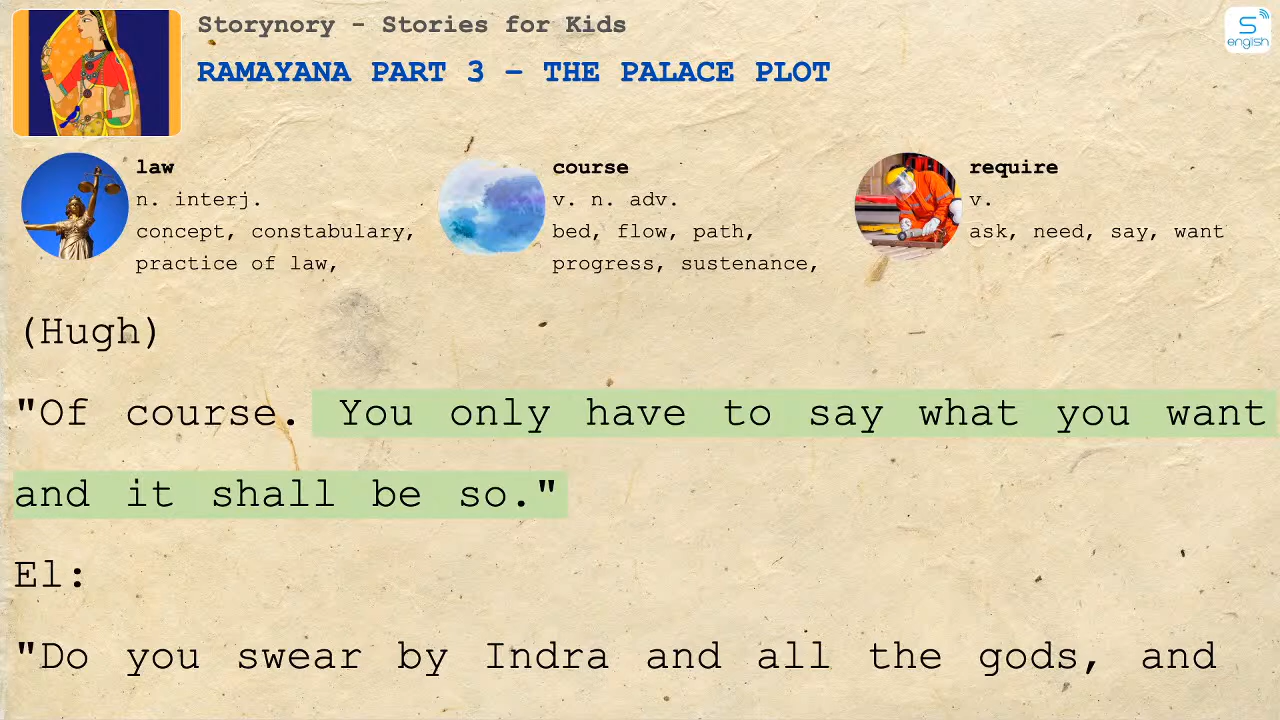 Storynory - Stories for Kids
RAMAYANA PART 3 – THE PALACE PLOT
S
english
law
n. interj.
concept, constabulary,
practice of law,
course
v. n. adv.
bed, flow, path,
progress, sustenance,
require
v.
ask, need, say, want
(Hugh)
"Of course. You only have to say what you want
and it shall be so."
El:
"Do you swear by Indra and all the gods, and